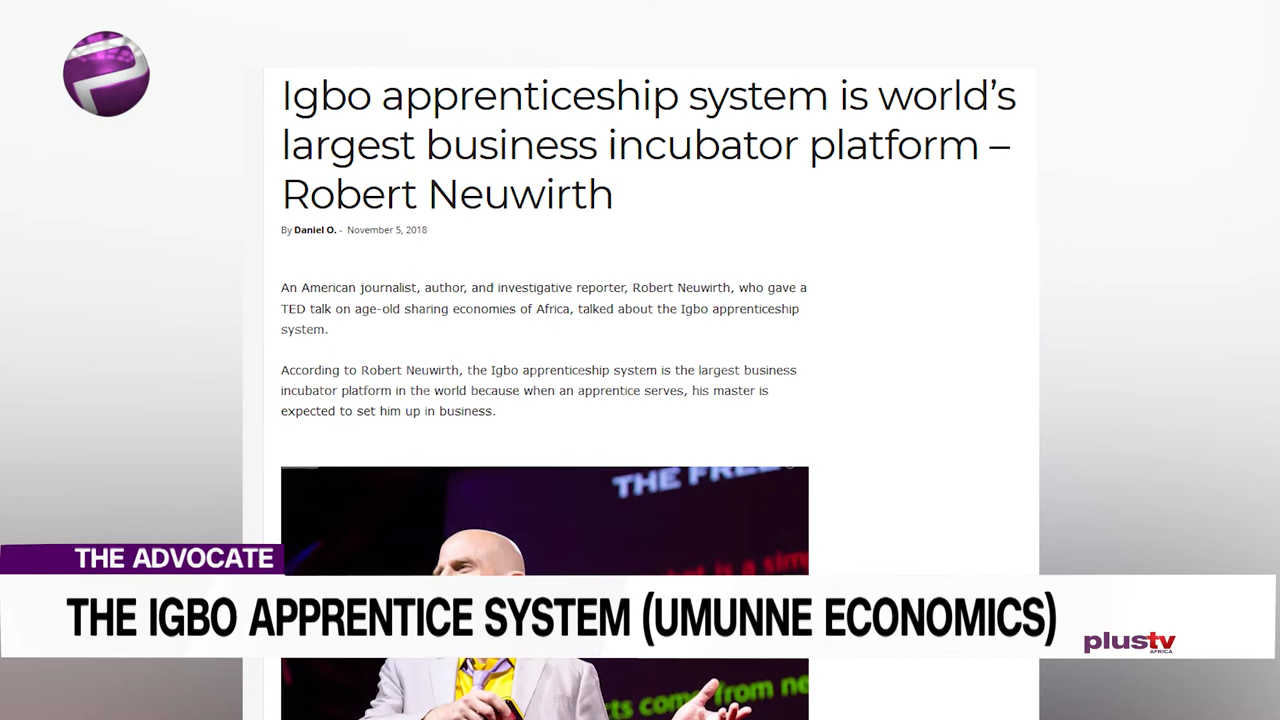 Igbo apprenticeship system is world's
largest business incubator platform –
Robert Neuwirth
By Daniel O. - November 5, 2018
An American journalist, author, and investigative reporter, Robert Neuwirth, who gave a
TED talk on age-old sharing economies of Africa, talked about the Igbo apprenticeship
system.
According to Robert Neuwirth, the Igbo apprenticeship system is the largest business
incubator platform in the world because when an apprentice serves, his master is
expected to set him up in business.
THE
is a
THE ADVOCATE
THE IGBO APPRENTICE SYSTEM (UMUNNE ECONOMICS)
plustv
AFRICA
come from